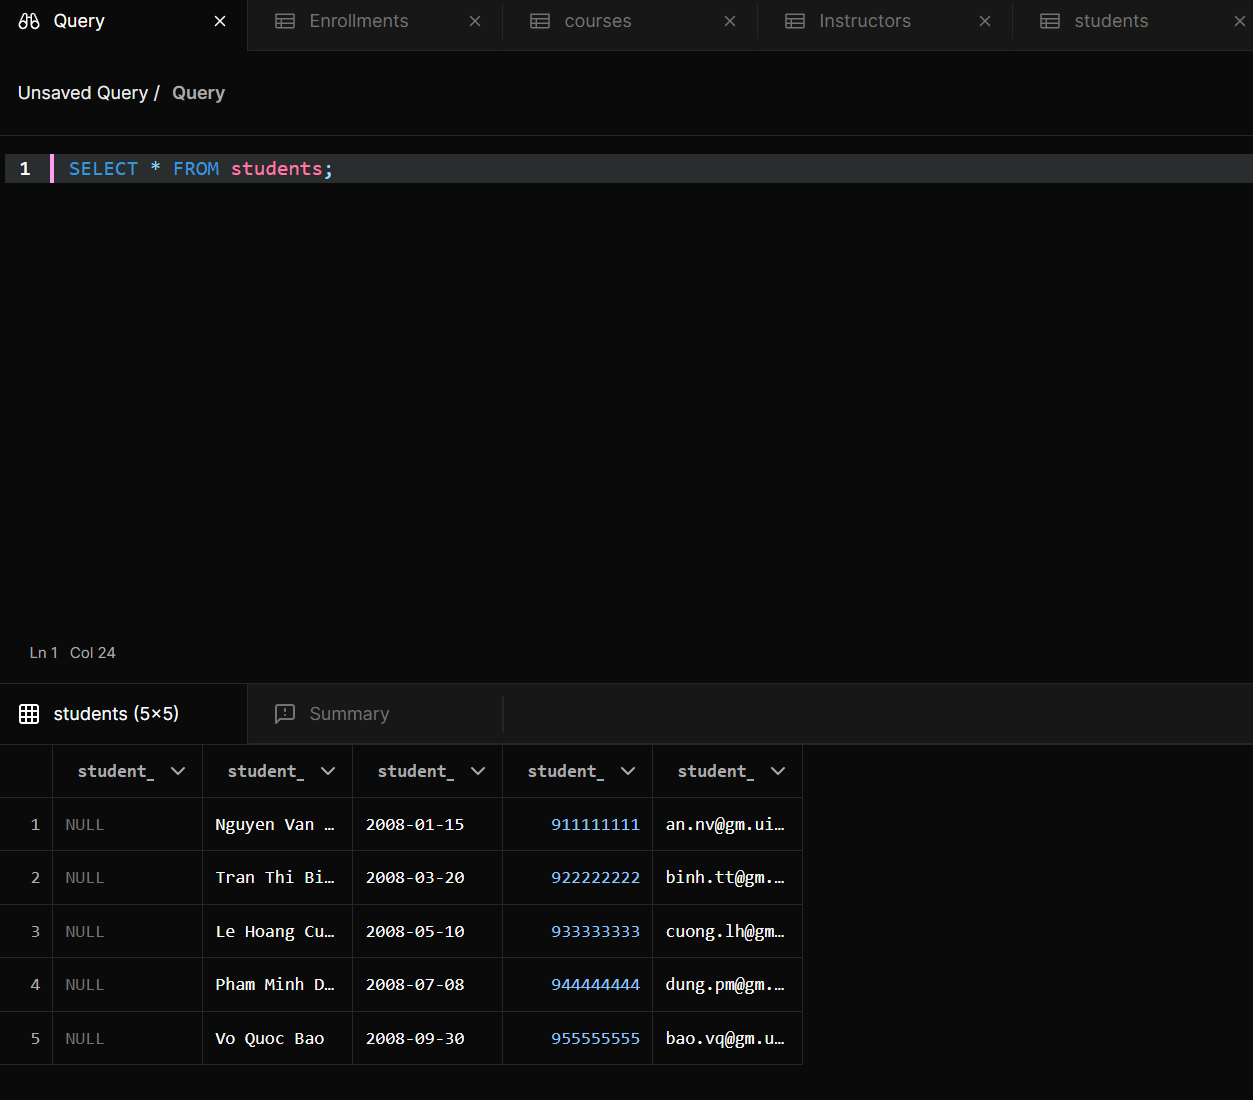 Query Enrollments courses Instructors students
Unsaved Query / Query
1 SELECT * FROM students;
Ln 1 Col 24
students (5×5) Summary
student_ student_ student_ student_ student_
1 NULL Nguyen Van … 2008-01-15 911111111 an.nv@gm.ui…
2 NULL Tran Thi Bi… 2008-03-20 922222222 binh.tt@gm.…
3 NULL Le Hoang Cu… 2008-05-10 933333333 cuong.lh@gm…
4 NULL Pham Minh D… 2008-07-08 944444444 dung.pm@gm.…
5 NULL Vo Quoc Bao 2008-09-30 955555555 bao.vq@gm.u…